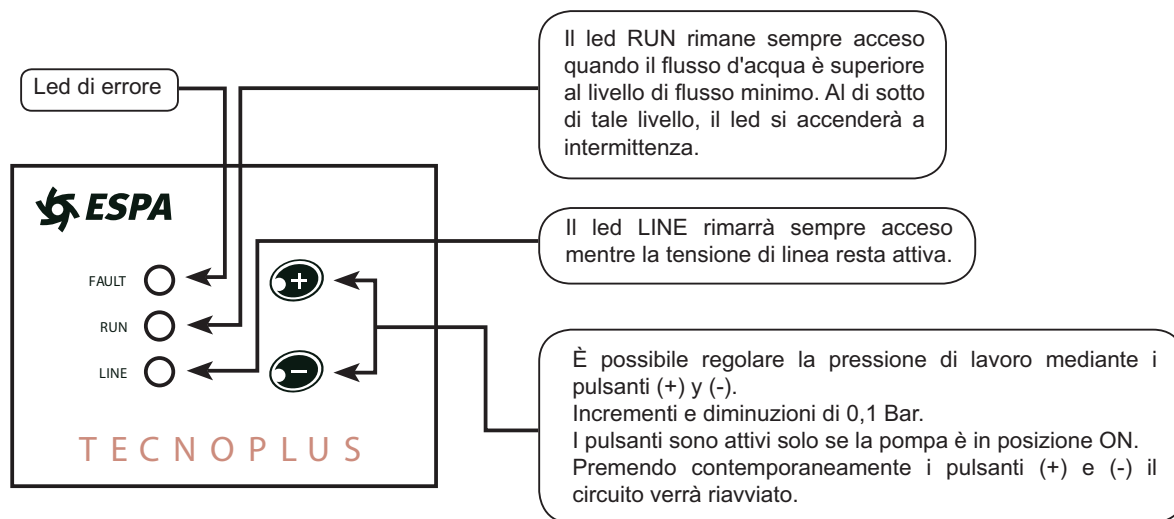 Led di errore
Il led RUN rimane sempre acceso
quando il flusso d'acqua è superiore
al livello di flusso minimo. Al di sotto
di tale livello, il led si accenderà a
intermittenza.
ESPA
FAULT
RUN
LINE
+
-
TECNOPLUS
Il led LINE rimarrà sempre acceso
mentre la tensione di linea resta attiva.
È possibile regolare la pressione di lavoro mediante i
pulsanti (+) y (-).
Incrementi e diminuzioni di 0,1 Bar.
I pulsanti sono attivi solo se la pompa è in posizione ON.
Premendo contemporaneamente i pulsanti (+) e (-) il
circuito verrà riavviato.